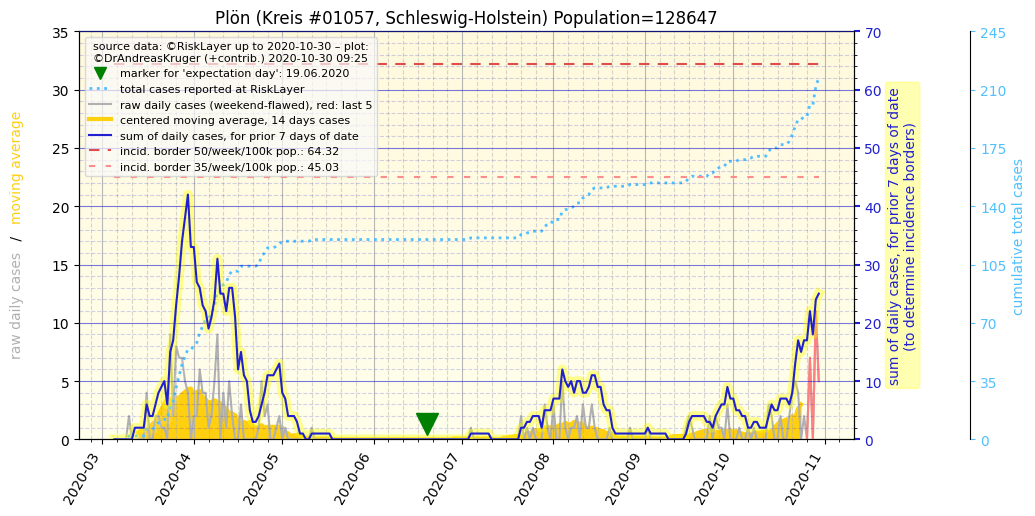 Plön (Kreis #01057, Schleswig-Holstein) Population=128647
source data: ©RiskLayer up to 2020-10-30 – plot:
©DrAndreasKruger (+contrib.) 2020-10-30 09:25
marker for 'expectation day': 19.06.2020
total cases reported at RiskLayer
raw daily cases (weekend-flawed), red: last 5
centered moving average, 14 days cases
sum of daily cases, for prior 7 days of date
incid. border 50/week/100k pop.: 64.32
incid. border 35/week/100k pop.: 45.03
raw daily cases / moving average
35
30
25
20
15
10
5
0
70
60
50
40
30
20
10
0
sum of daily cases, for prior 7 days of date
(to determine incidence borders)
245
210
175
140
105
70
35
0
cumulative total cases
2020-03
2020-04
2020-05
2020-06
2020-07
2020-08
2020-09
2020-10
2020-11